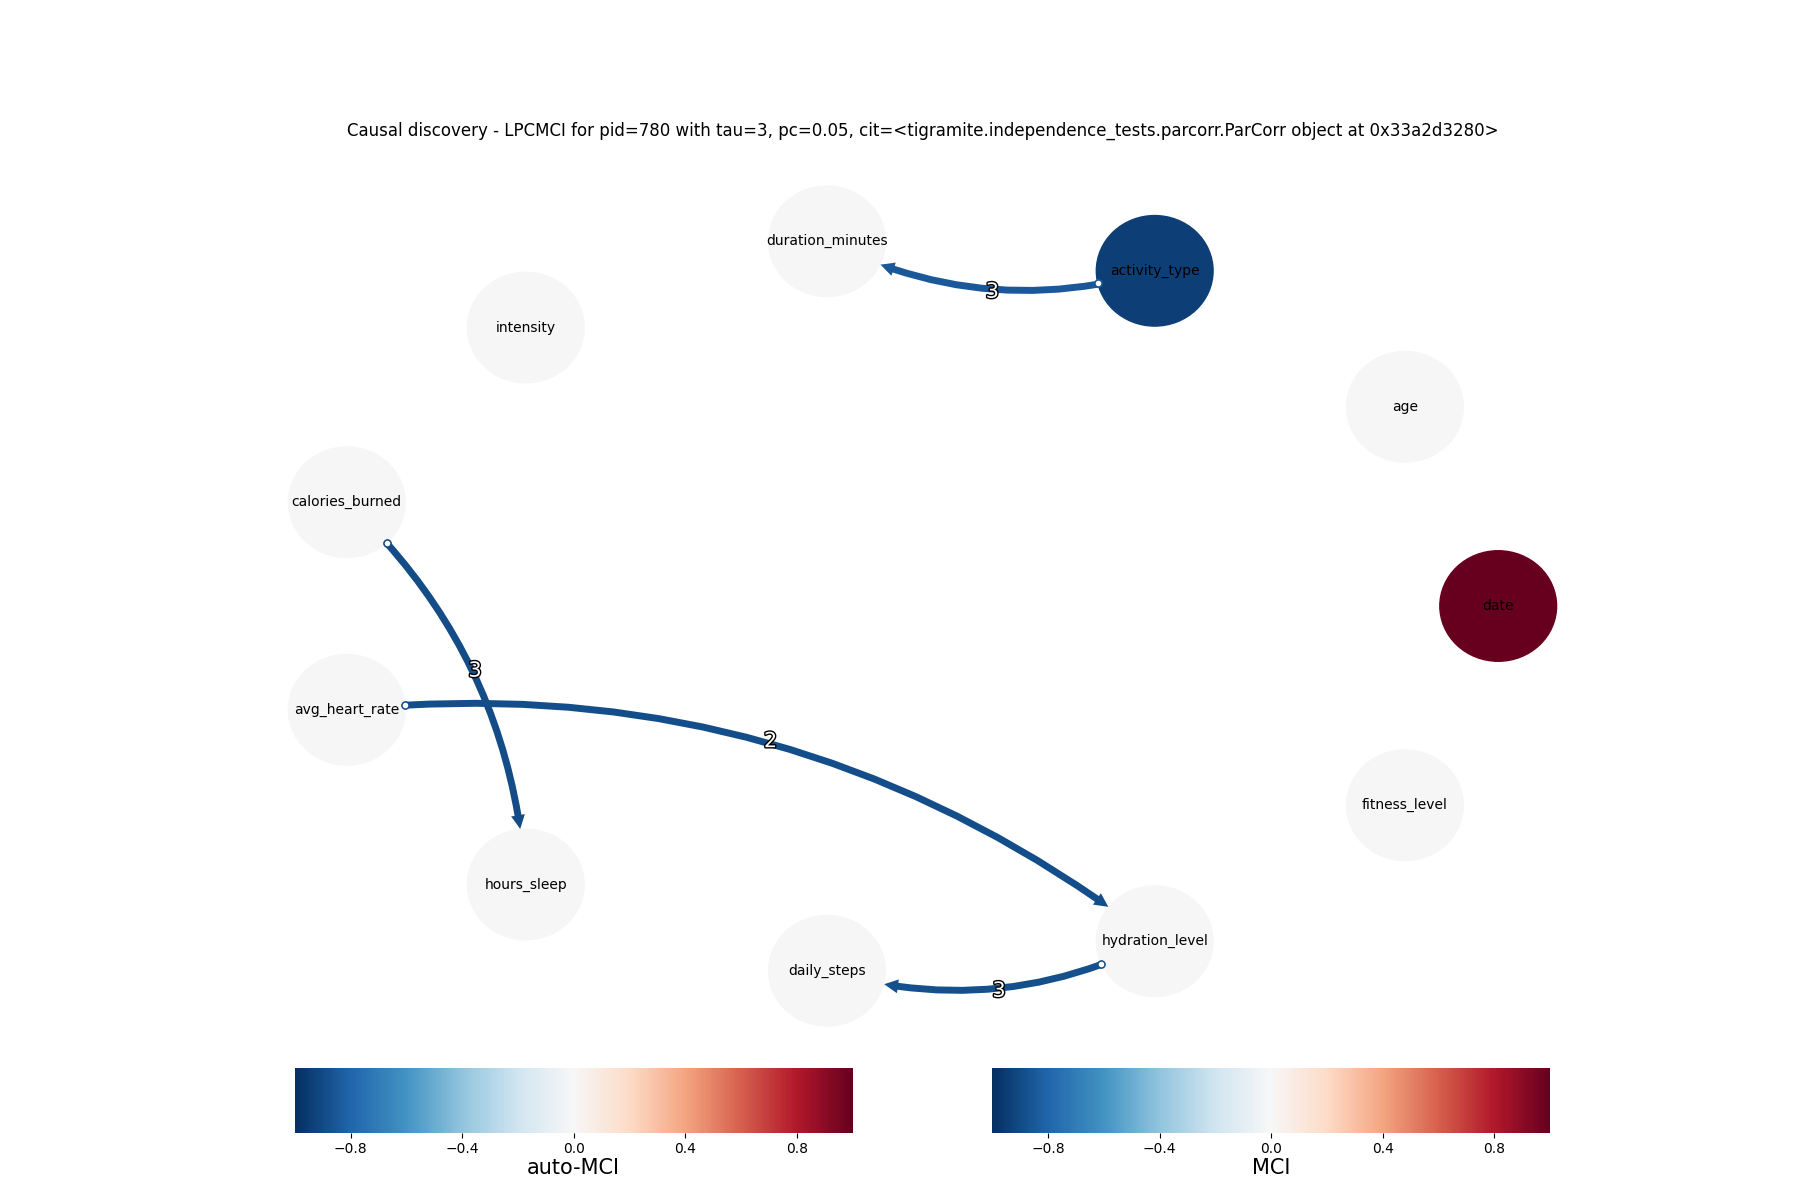 Causal discovery - LPCMCI for pid=780 with tau=3, pc=0.05, cit=<tigramite.independence_tests.parcorr.ParCorr object at 0x33a2d3280>
duration_minutes
activity_type
3
intensity
age
calories_burned
date
3
avg_heart_rate
2
fitness_level
hours_sleep
hydration_level
daily_steps
3
−0.8 −0.4 0.0 0.4 0.8
auto-MCI
−0.8 −0.4 0.0 0.4 0.8
MCI